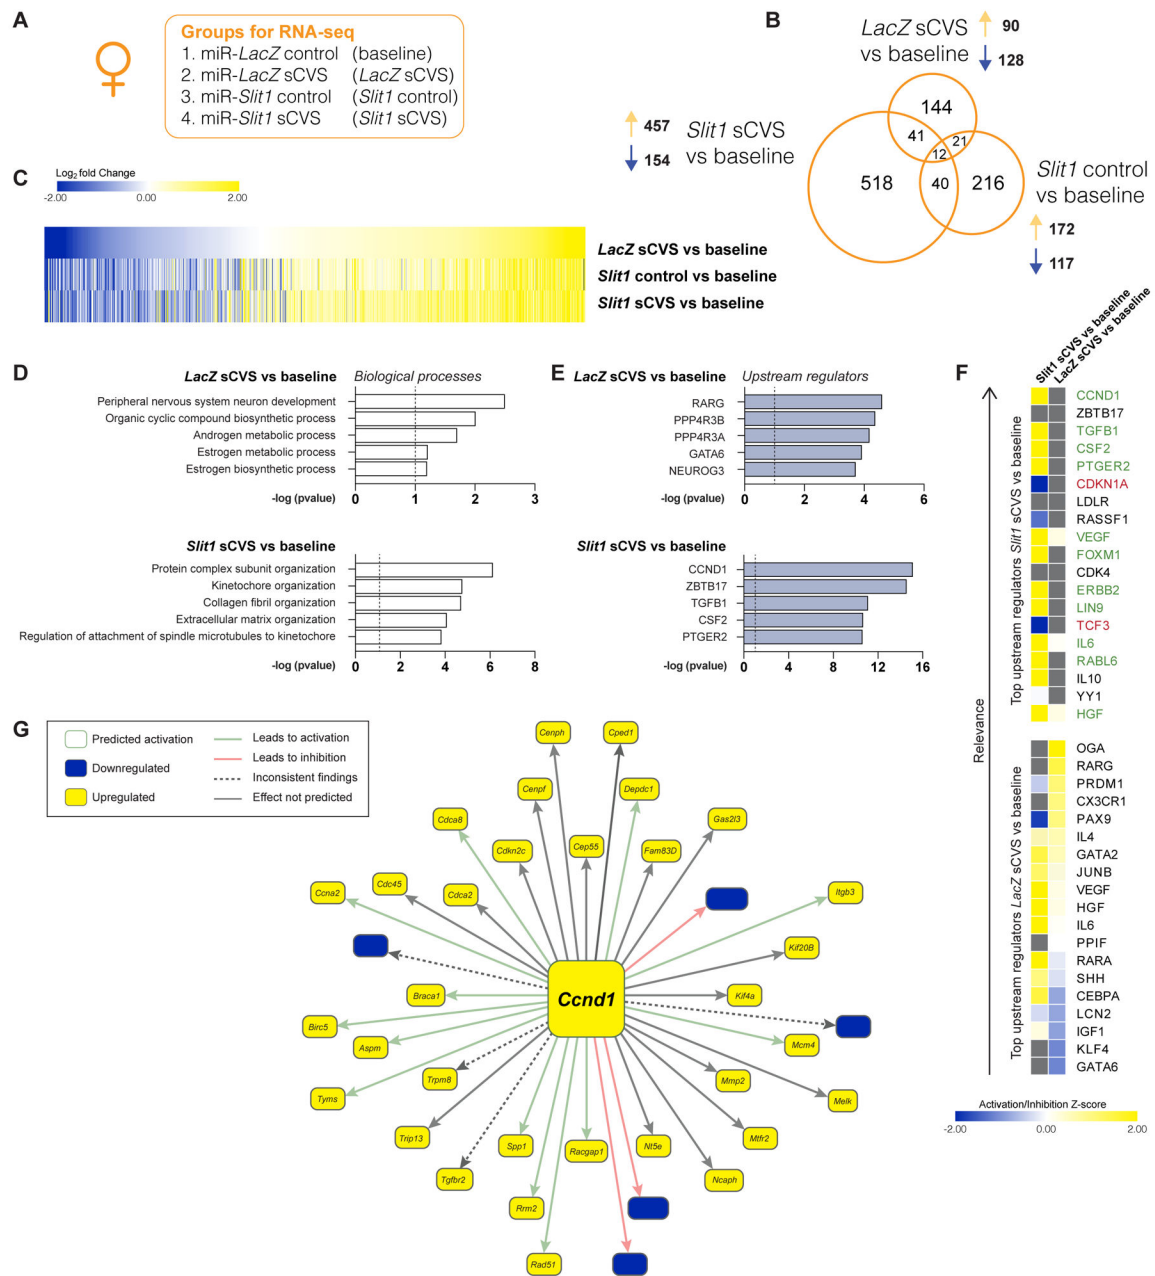 A
Groups for RNA-seq
1. miR-LacZ control (baseline)
2. miR-LacZ sCVS (LacZ sCVS)
3. miR-Slit1 control (Slit1 control)
4. miR-Slit1 sCVS (Slit1 sCVS)
B
LacZ sCVS
vs baseline
90
128
457
154
Slit1 sCVS
vs baseline
144
41
21
12
518
40
216
Slit1 control
vs baseline
172
117
C
Log2 fold Change
-2.00 0.00 2.00
LacZ sCVS vs baseline
Slit1 control vs baseline
Slit1 sCVS vs baseline
D
LacZ sCVS vs baseline Biological processes
Peripheral nervous system neuron development
Organic cyclic compound biosynthetic process
Androgen metabolic process
Estrogen metabolic process
Estrogen biosynthetic process
-log (pvalue) 0 1 2 3
Slit1 sCVS vs baseline
Protein complex subunit organization
Kinetochore organization
Collagen fibril organization
Extracellular matrix organization
Regulation of attachment of spindle microtubules to kinetochore
-log (pvalue) 0 2 4 6 8
E
LacZ sCVS vs baseline Upstream regulators
RARG
PPP4R3B
PPP4R3A
GATA6
NEUROG3
-log (pvalue) 0 2 4 6
Slit1 sCVS vs baseline
CCND1
ZBTB17
TGFB1
CSF2
PTGER2
-log (pvalue) 0 4 8 12 16
F
Slit1 sCVS vs baseline
LacZ sCVS vs baseline
Relevance
Top upstream regulators Slit1 sCVS vs baseline
CCND1
ZBTB17
TGFB1
CSF2
PTGER2
CDKN1A
LDLR
RASSF1
VEGF
FOXM1
CDK4
ERBB2
LIN9
TCF3
IL6
RABL6
IL10
YY1
HGF
Top upstream regulators LacZ sCVS vs baseline
OGA
RARG
PRDM1
CX3CR1
PAX9
IL4
GATA2
JUNB
VEGF
HGF
IL6
PPIF
RARA
SHH
CEBPA
LCN2
IGF1
KLF4
GATA6
Activation/Inhibition Z-score
-2.00 0.00 2.00
G
Predicted activation
Downregulated
Upregulated
Leads to activation
Leads to inhibition
Inconsistent findings
Effect not predicted
Cenph
Cped1
Cenpf
Depdc1
Cdca8
Gas2l3
Cdkn2c
Cep55
Fam83D
Ccna2
Cdc45
Cdca2
Itgb3
Kif20B
Braca1
Ccnd1
Kif4a
Birc5
Aspm
Mcm4
Trpm8
Mmp2
Tyms
Melk
Trip13
Spp1
Racgap1
Nt5e
Mtfr2
Tgfbr2
Ncaph
Rrm2
Rad51